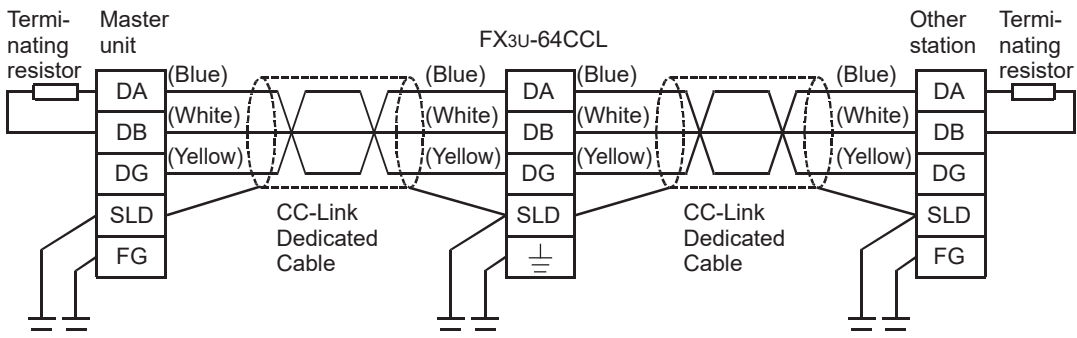 Termi-
nating
resistor
Master
unit
FX3U-64CCL
Other
station
Termi-
nating
resistor
DA
(Blue)
(Blue)
DA
(Blue)
(Blue)
DA
DB
(White)
(White)
DB
(White)
(White)
DB
DG
(Yellow)
(Yellow)
DG
(Yellow)
(Yellow)
DG
SLD
SLD
SLD
CC-Link
Dedicated
Cable
CC-Link
Dedicated
Cable
FG
FG